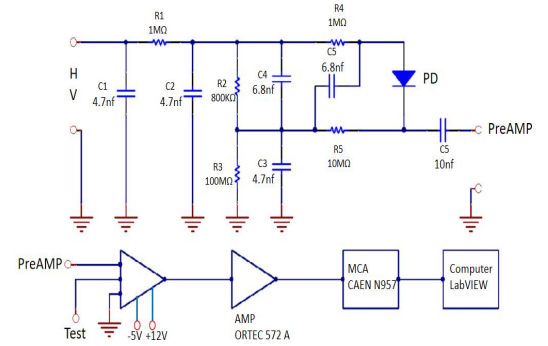 R1
1MΩ
R4
1MΩ
C5
6.8nf
H
V
C1
4.7nf
C2
4.7nf
R2
800KΩ
C4
6.8nf
PD
R3
100MΩ
C3
4.7nf
R5
10MΩ
C5
10nf
PreAMP
PreAMP
Test
-5V +12V
AMP
ORTEC 572 A
MCA
CAEN N957
Computer
LabVIEW